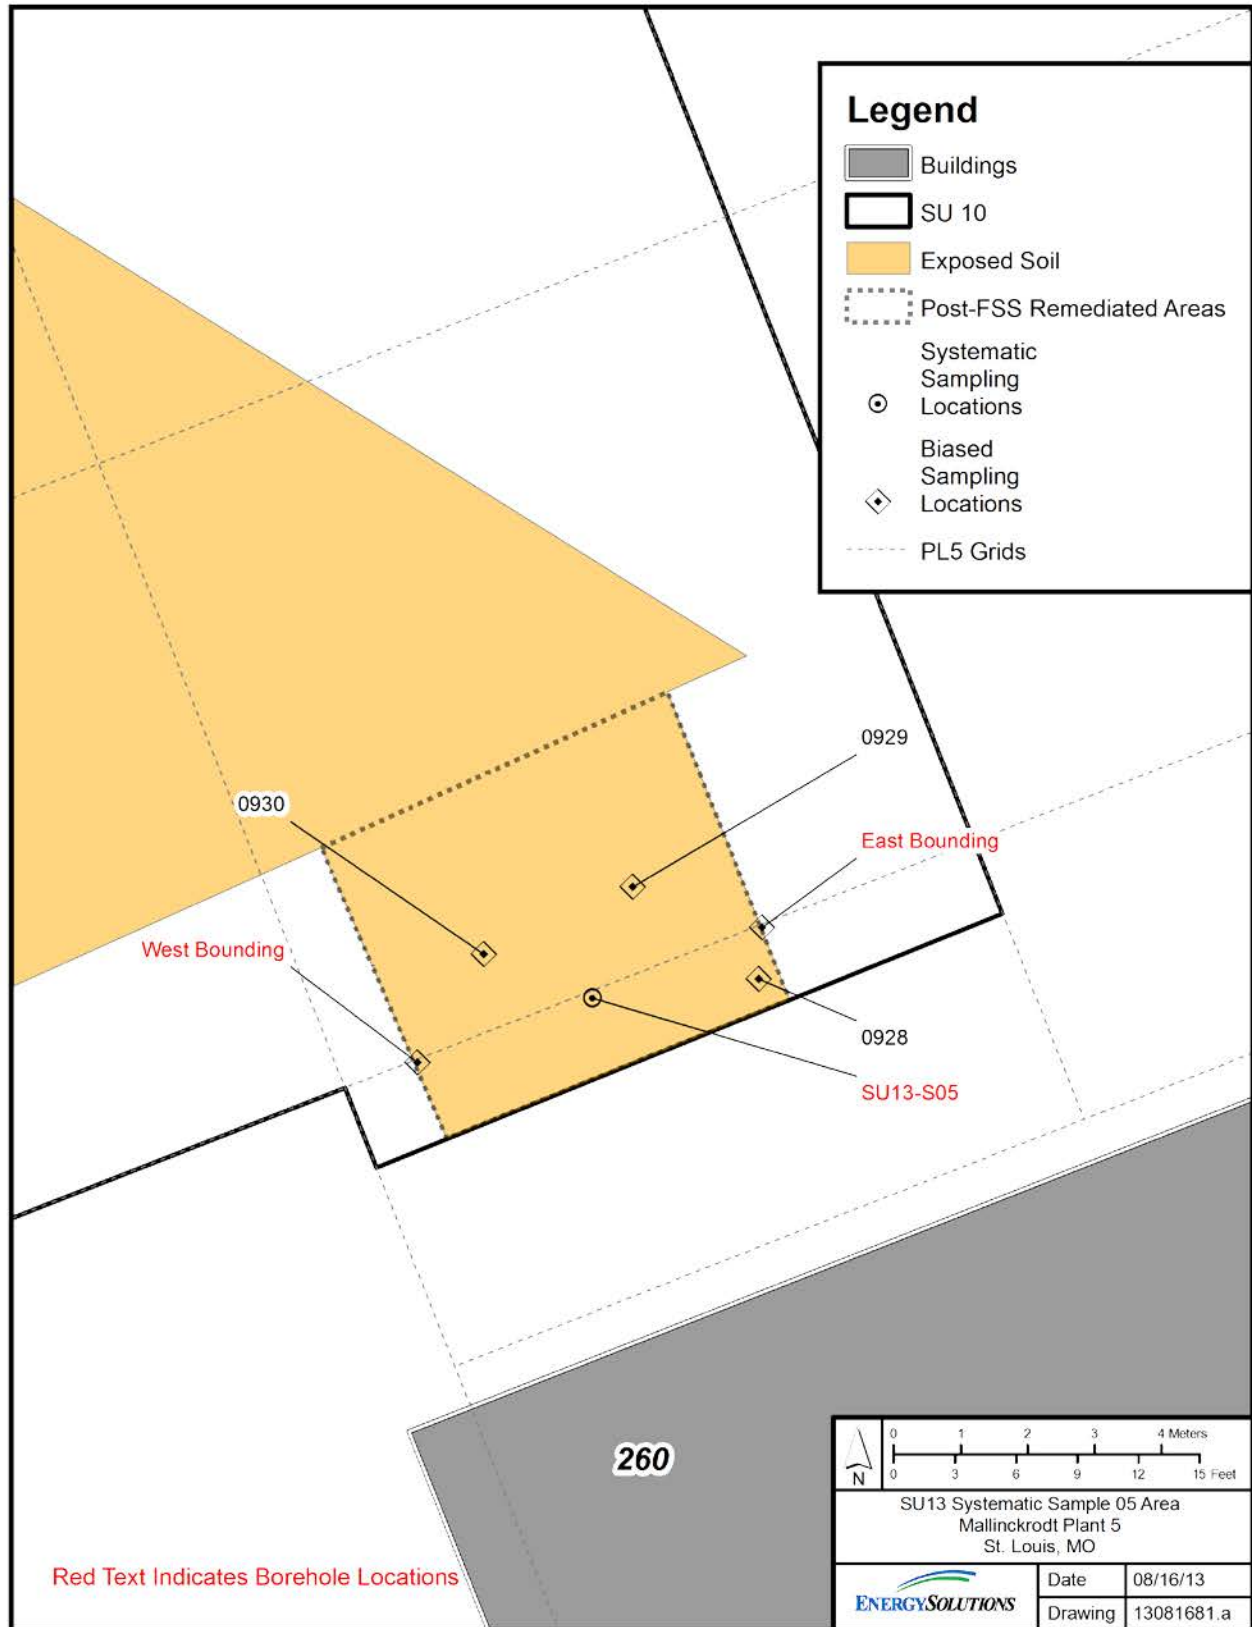 Legend
Buildings
SU 10
Exposed Soil
Post-FSS Remediated Areas
Systematic
Sampling
Locations
Biased
Sampling
Locations
PL5 Grids
0929
0930
East Bounding
West Bounding
0928
SU13-S05
260
Red Text Indicates Borehole Locations
N
0 1 2 3 4 Meters
0 3 6 9 12 15 Feet
SU13 Systematic Sample 05 Area
Mallinckrodt Plant 5
St. Louis, MO
ENERGYSOLUTIONS
Date 08/16/13
Drawing 13081681.a